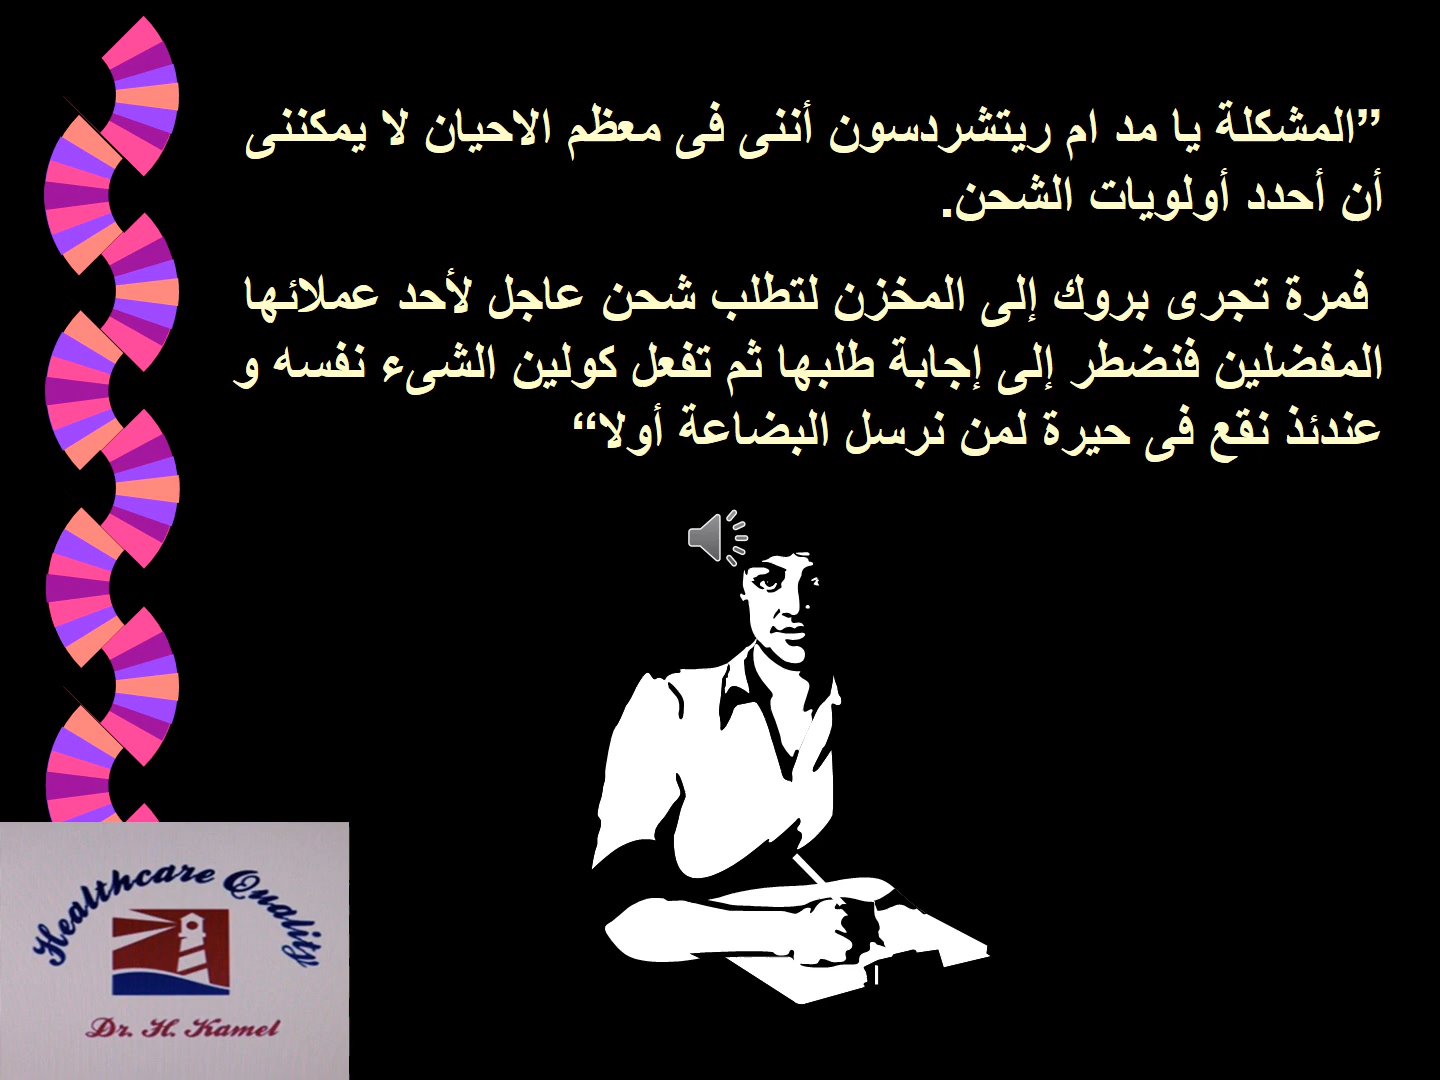 ”المشكلة يا مد ام ريتشردسون أننى فى معظم الاحيان لا يمكننى
أن أحدد أولويات الشحن.
فمرة تجرى بروك إلى المخزن لتطلب شحن عاجل لأحد عملائها
المفضلين فنضطر إلى إجابة طلبها ثم تفعل كولين الشىء نفسه و
عندئذ نقع فى حيرة لمن نرسل البضاعة أولا“
Healthcare Quality
Dr. H. Kamel